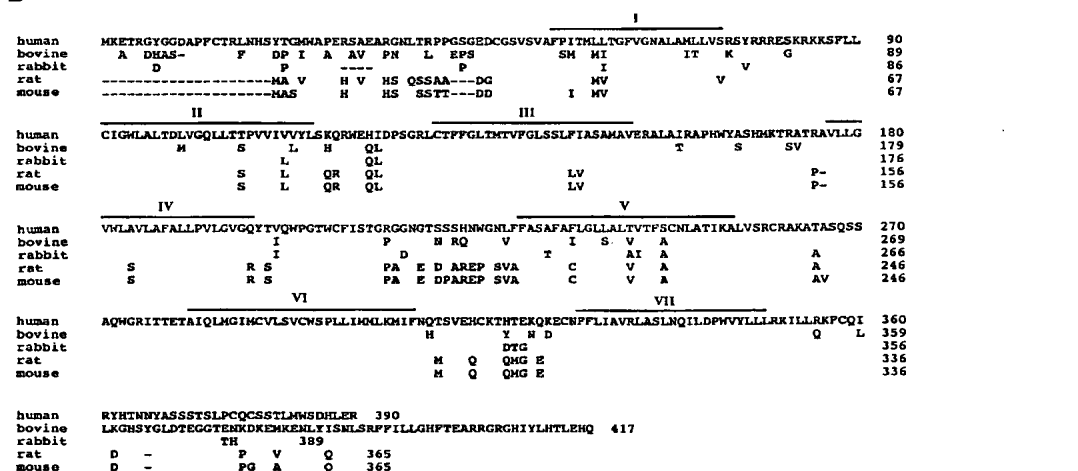 I
human MKETRGYGGDAPFCTRLNHSYTGMWAPERSAEARGNLTRPPGSGEDCGSVSVAFPITMLLTGFVGNALAMLLVSRSYRRRESKRKKSFLL 90
bovine A DHAS- F DP I A AV PN L EPS SM MI IT K G 89
rabbit D P ---- P I V 86
rat --------------------MA V H V HS QSSAA---DG MV V 67
mouse --------------------MAS H HS SSTT---DD I MV 67
II III
human CIGWLALTDLVGQLLTTPVVIVVYLSKQRWEHIDPSGRLCTFFGLTMTVFGLSSLFIASAMAVERALAIRAPHWYASHMKTRATRAVLLG 180
bovine M S L H QL T S SV 179
rabbit L QL 176
rat S L QR QL LV P- 156
mouse S L QR QL LV P- 156
IV V
human VWLAVLAFALLPVLGVGQYTVQWPGTWCFISTGRGGNGTSSSHNWGNLFFASAFAFLGLLALTVTFSCNLATIKALVSRCRAKATASQSS 270
bovine I P N RQ V I S V A 269
rabbit I D T AI A A 266
rat S R S PA E D AREP SVA C V A A 246
mouse S R S PA E DPAREP SVA C V A AV 246
VI VII
human AQWGRITTETAIQLMGIMCVLSVCWSPLLIMMLKMIFNQTSVEHCKTHTEKQKECNFFLIAVRLASLNQILDPWVYLLLRKILLRKFCQI 360
bovine H Y N D Q L 359
rabbit DTG 356
rat M Q QMG E 336
mouse M Q QMG E 336
human RYHTNNYASSSTSLPCQCSSTLMWSDHLER 390
bovine LKGHSYGLDTEGGTENKDKEMKENLYISNLSRFFILLGHFTEARRGRGHIYLHTLEHQ 417
rabbit TH 389
rat D - P V Q 365
mouse D - PG A Q 365